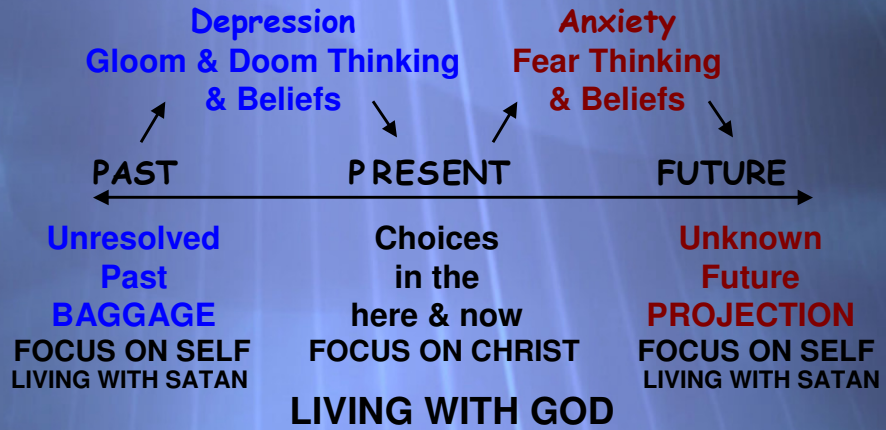 Depression
Gloom & Doom Thinking
& Beliefs
Anxiety
Fear Thinking
& Beliefs
PAST
PRESENT
FUTURE
Unresolved
Past
BAGGAGE
FOCUS ON SELF
LIVING WITH SATAN
Choices
in the
here & now
FOCUS ON CHRIST
Unknown
Future
PROJECTION
FOCUS ON SELF
LIVING WITH SATAN
LIVING WITH GOD